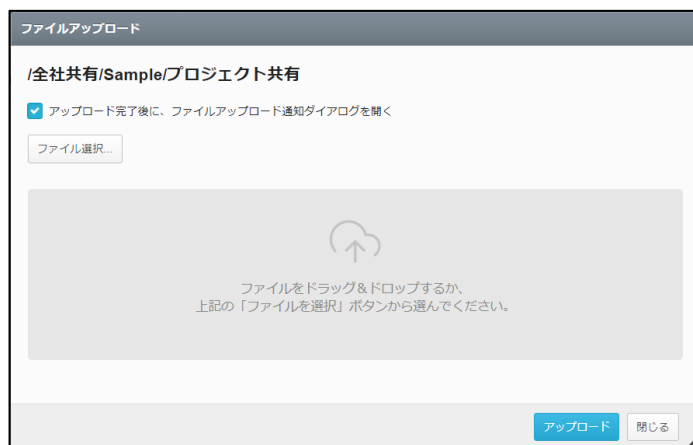 ファイルアップロード
/全社共有/Sample/プロジェクト共有
アップロード完了後に、ファイルアップロード通知ダイアログを開く
ファイル選択...
ファイルをドラッグ＆ドロップするか、
上記の「ファイルを選択」ボタンから選んでください。
アップロード
閉じる